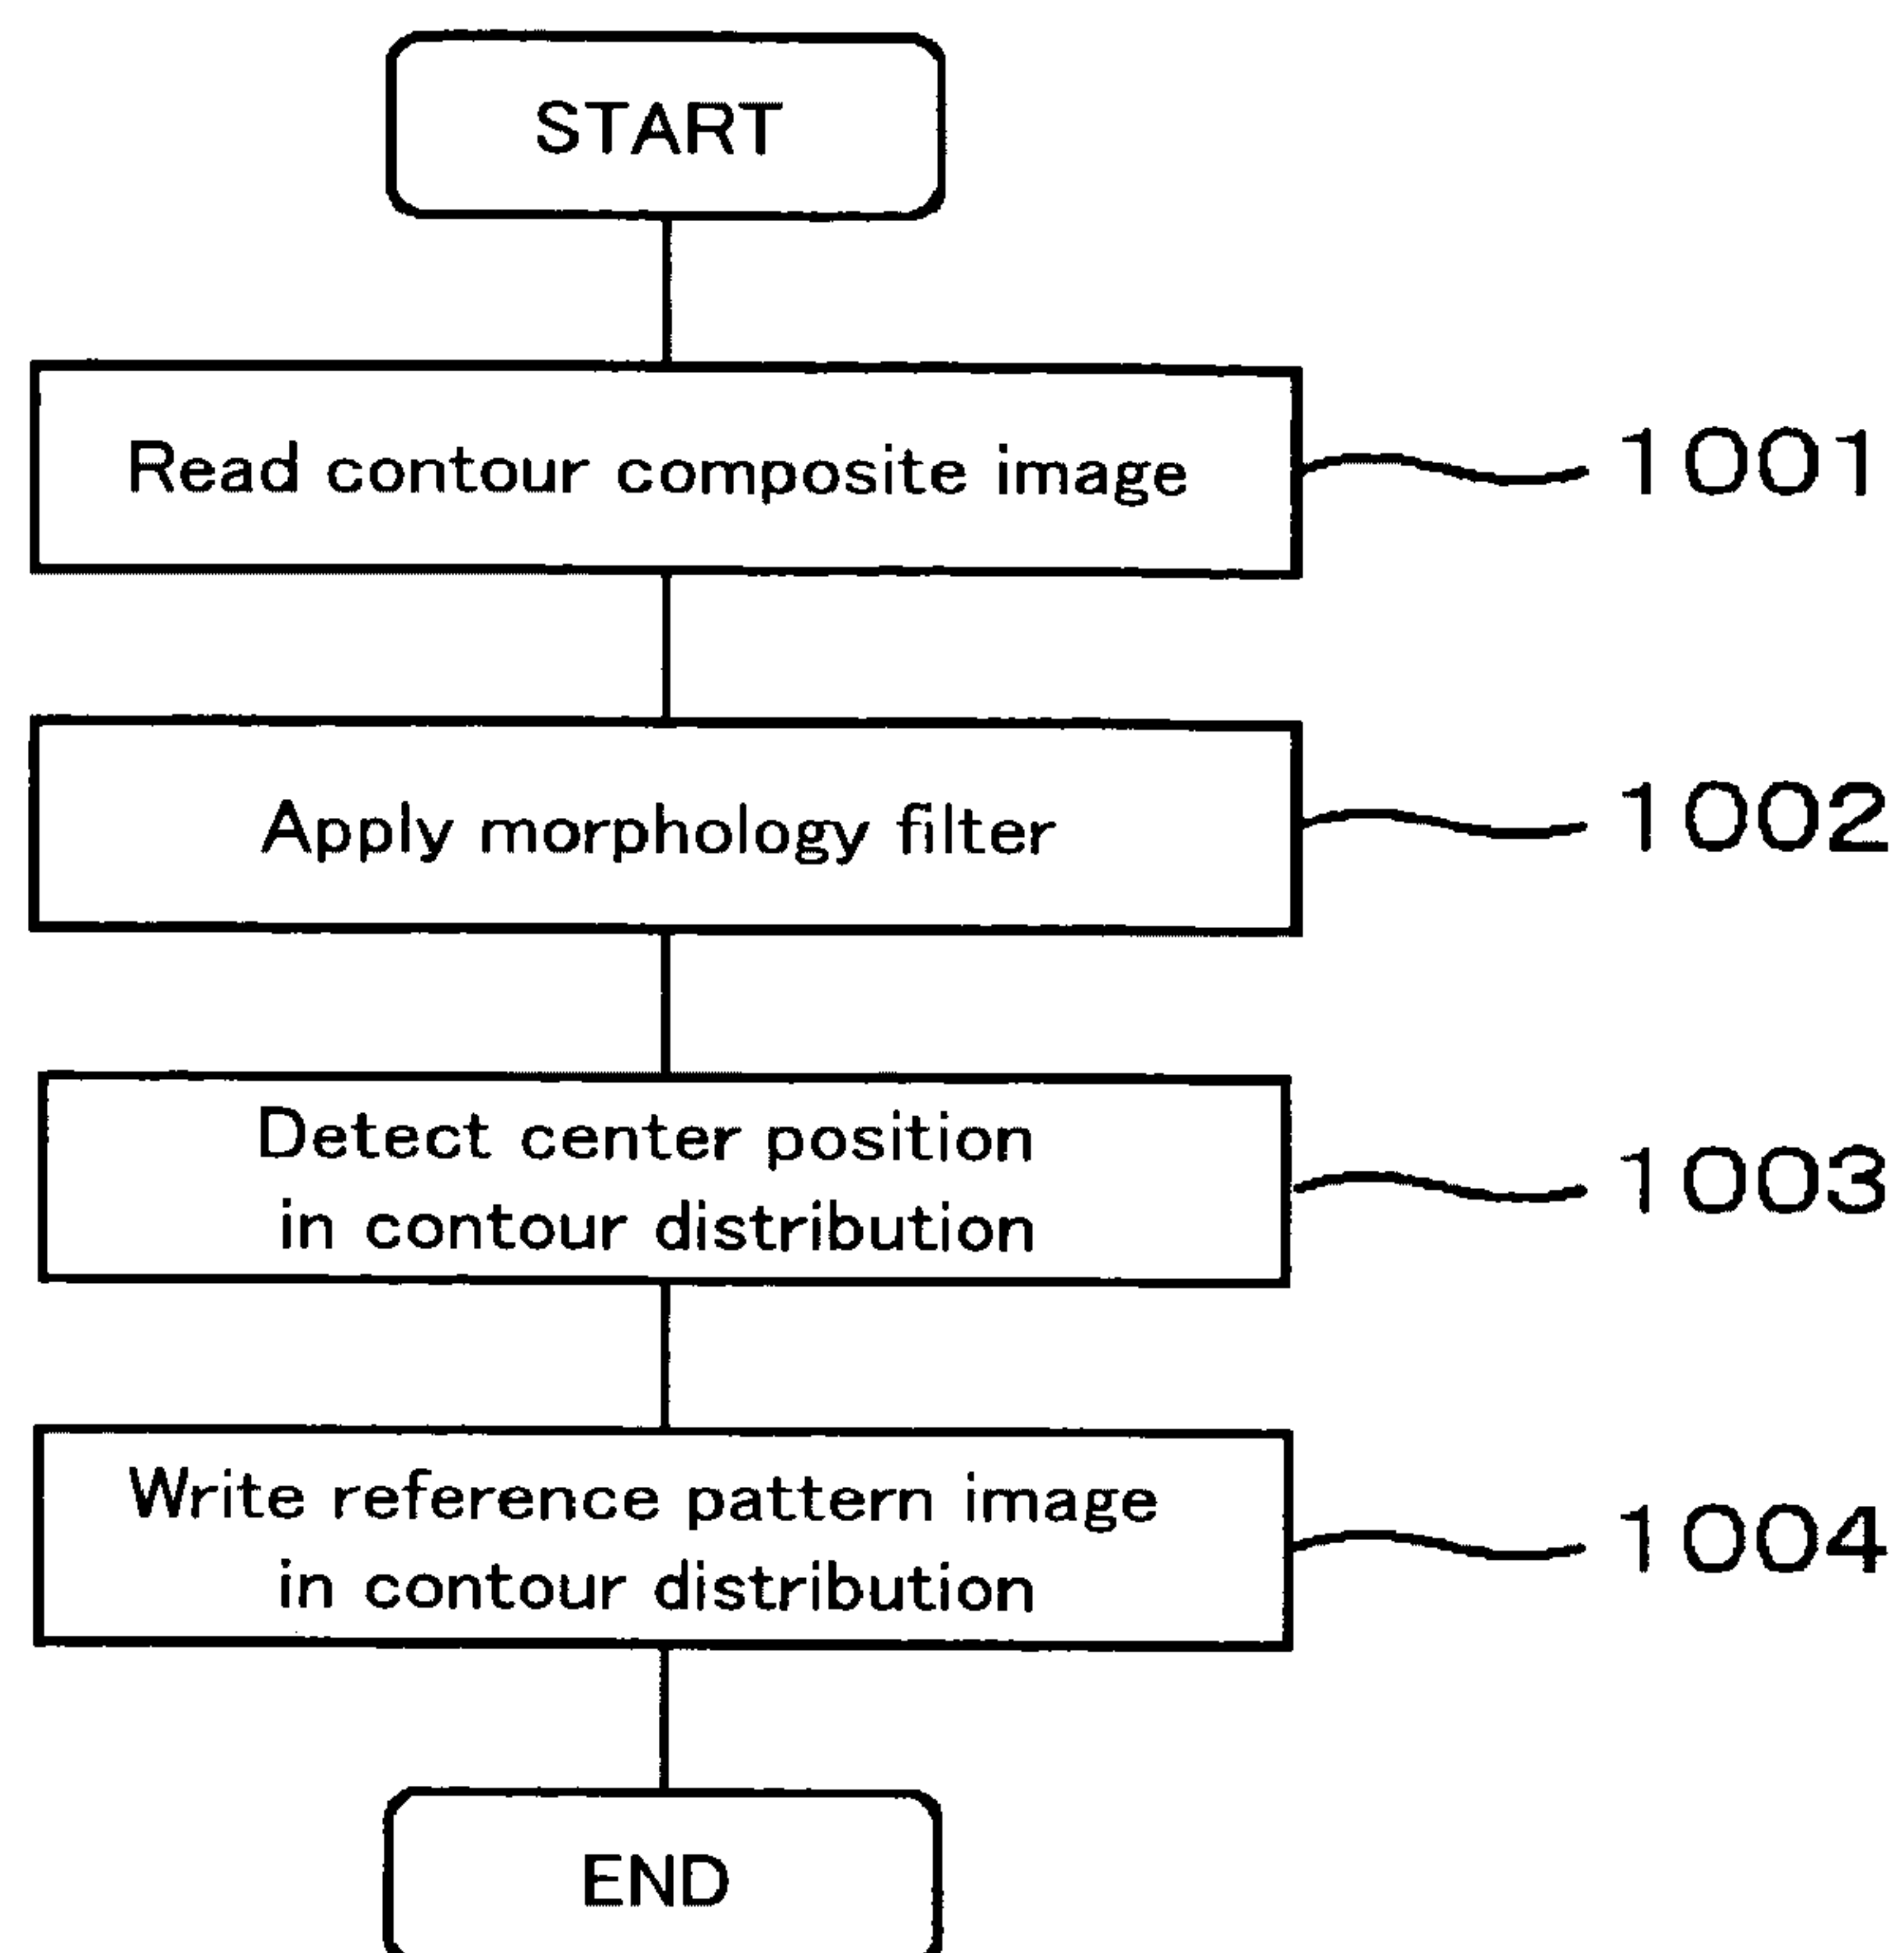 START
Read contour composite image
1001
Apply morphology filter
1002
Detect center position
in contour distribution
1003
Write reference pattern image
in contour distribution
1004
END